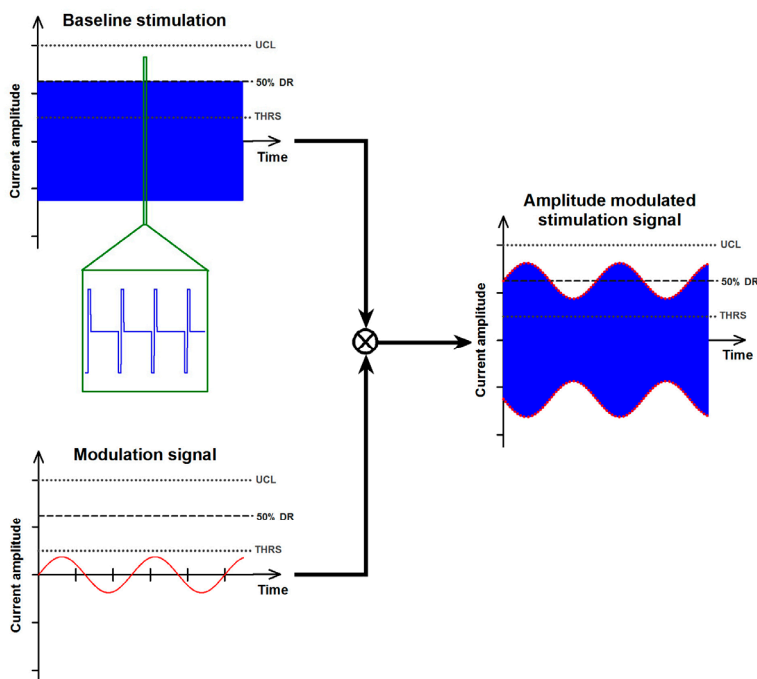 Baseline stimulation
UCL
50% DR
THRS
Current amplitude
Time
Amplitude modulated
stimulation signal
UCL
50% DR
THRS
Current amplitude
Time
Modulation signal
UCL
50% DR
THRS
Current amplitude
Time